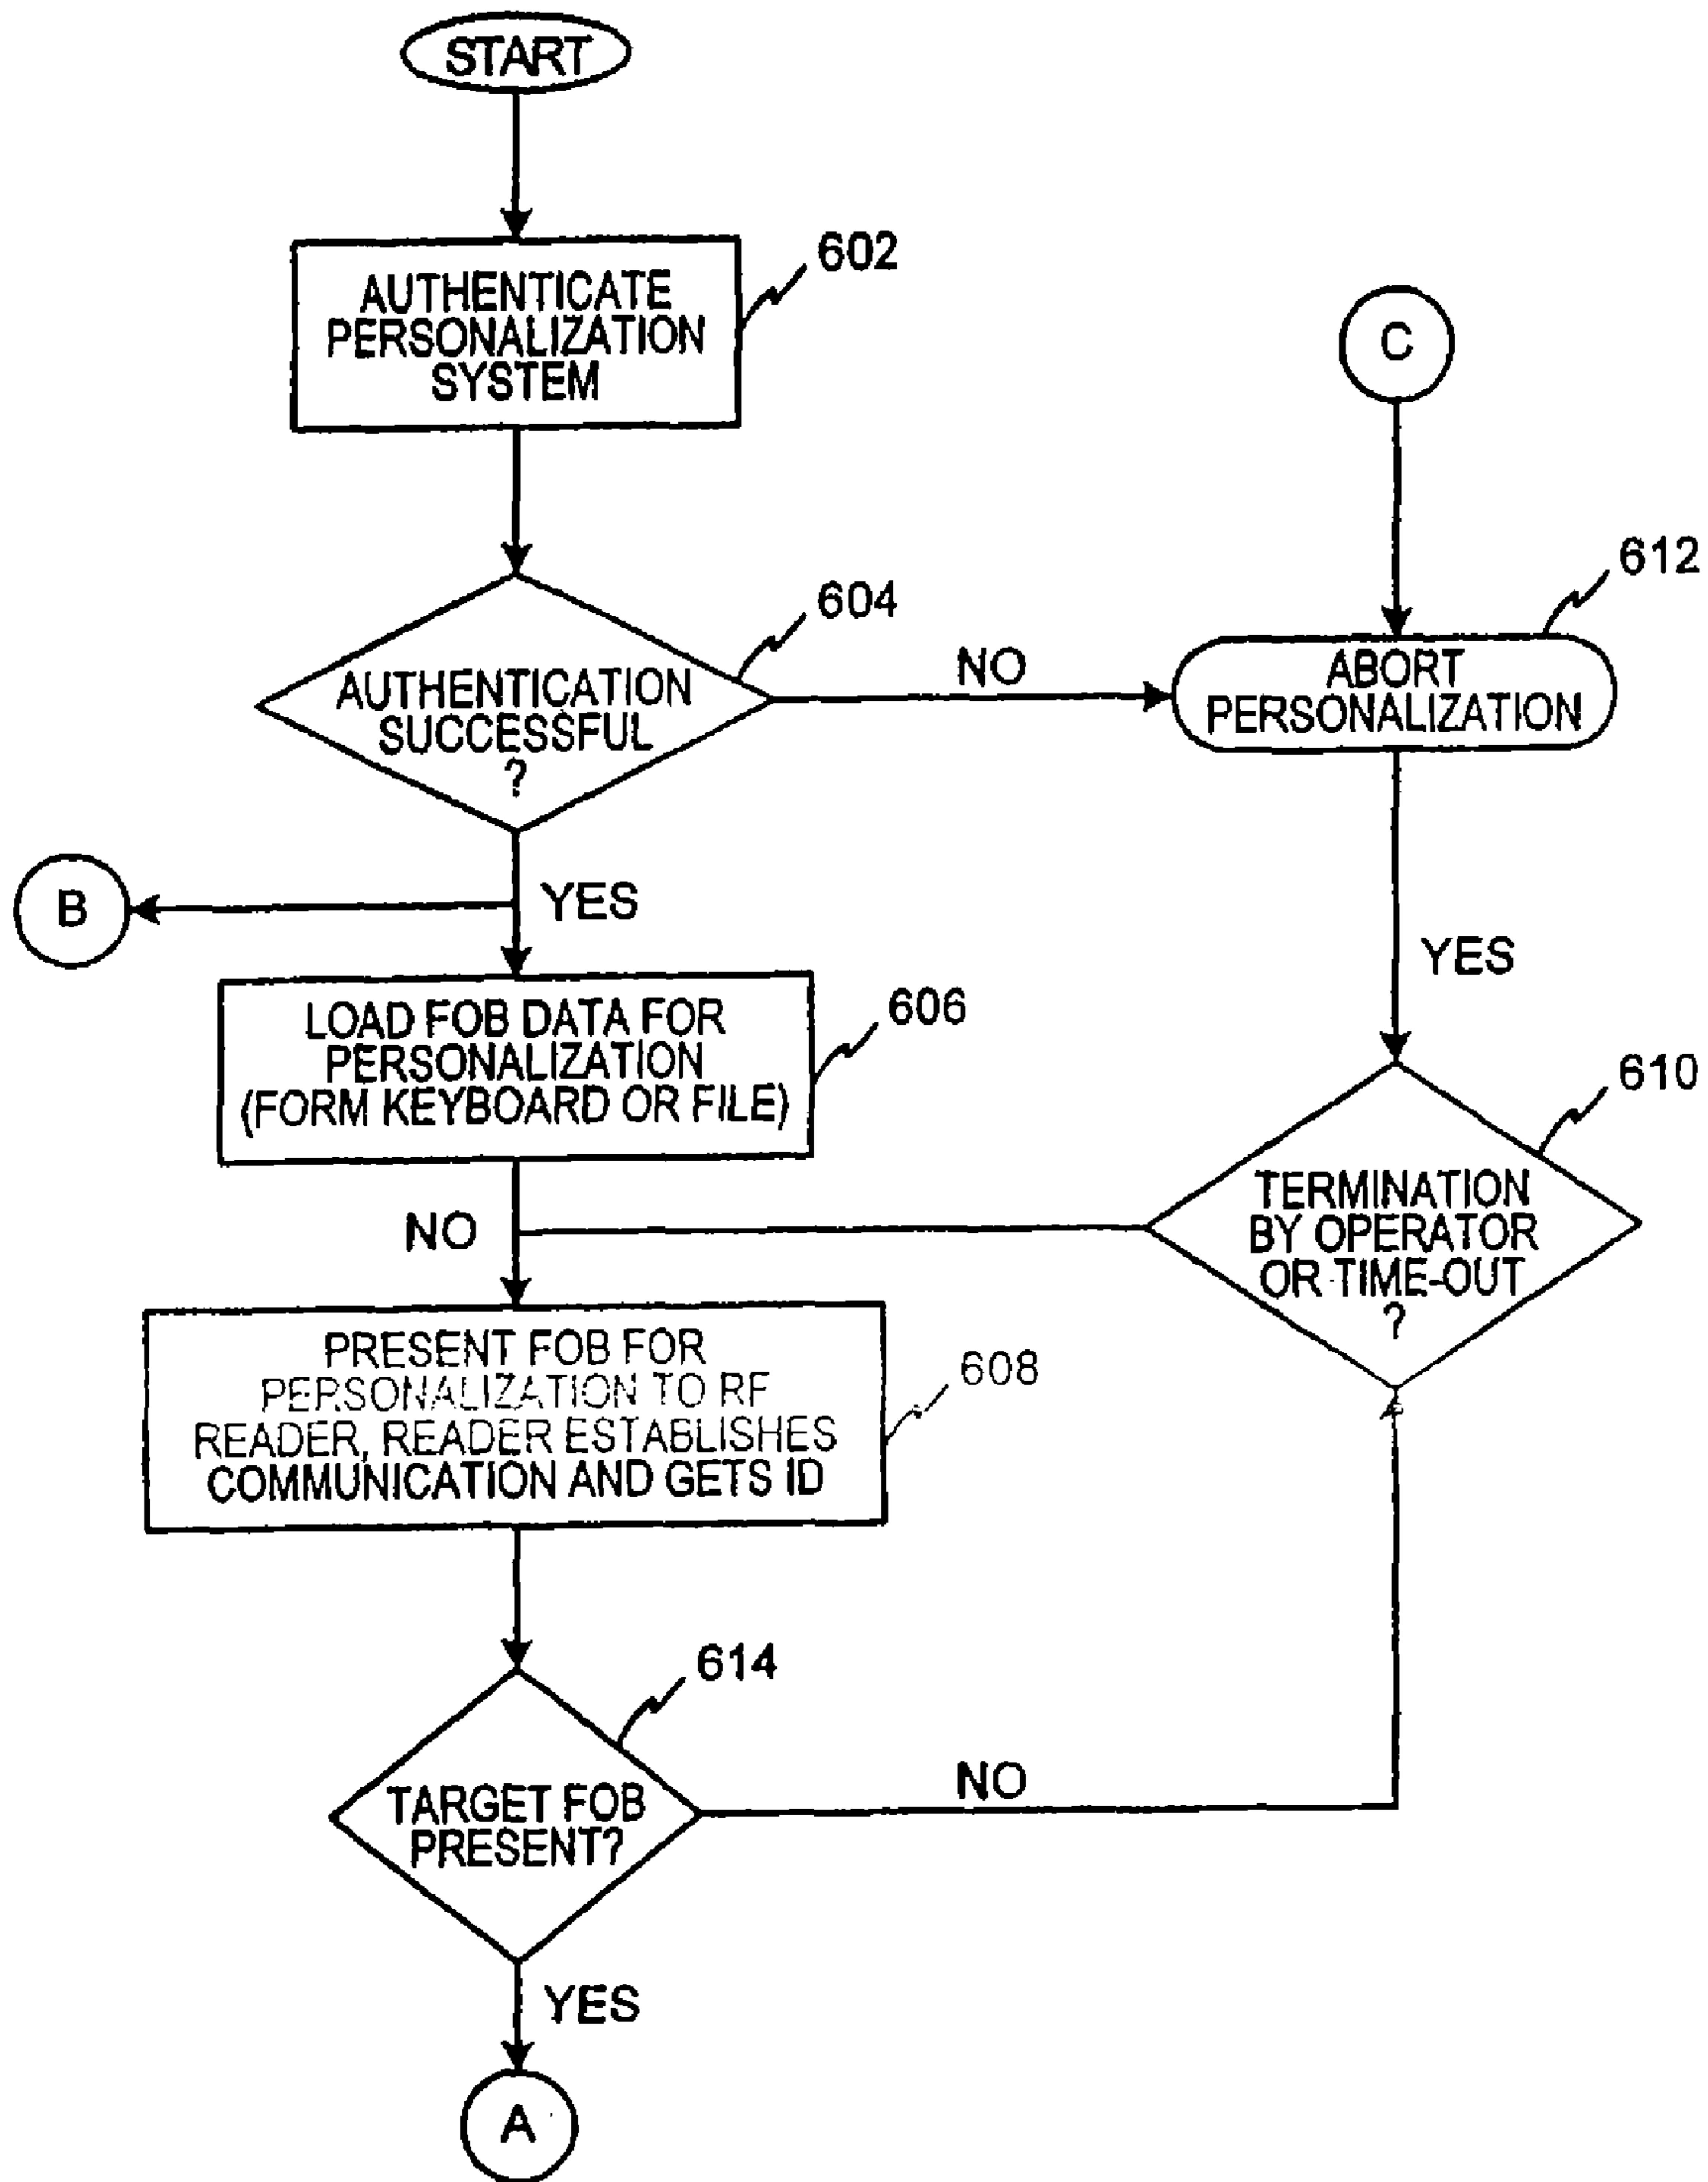 START
602
AUTHENTICATE
PERSONALIZATION
SYSTEM
C
612
604
AUTHENTICATION
SUCCESSFUL
?
NO
ABORT
PERSONALIZATION
B
YES
YES
606
LOAD FOB DATA FOR
PERSONALIZATION
(FORM KEYBOARD OR FILE)
610
TERMINATION
BY OPERATOR
OR TIME-OUT
?
NO
608
PRESENT FOB FOR
PERSONALIZATION TO RF
READER, READER ESTABLISHES
COMMUNICATION AND GETS ID
614
TARGET FOB
PRESENT?
NO
YES
A